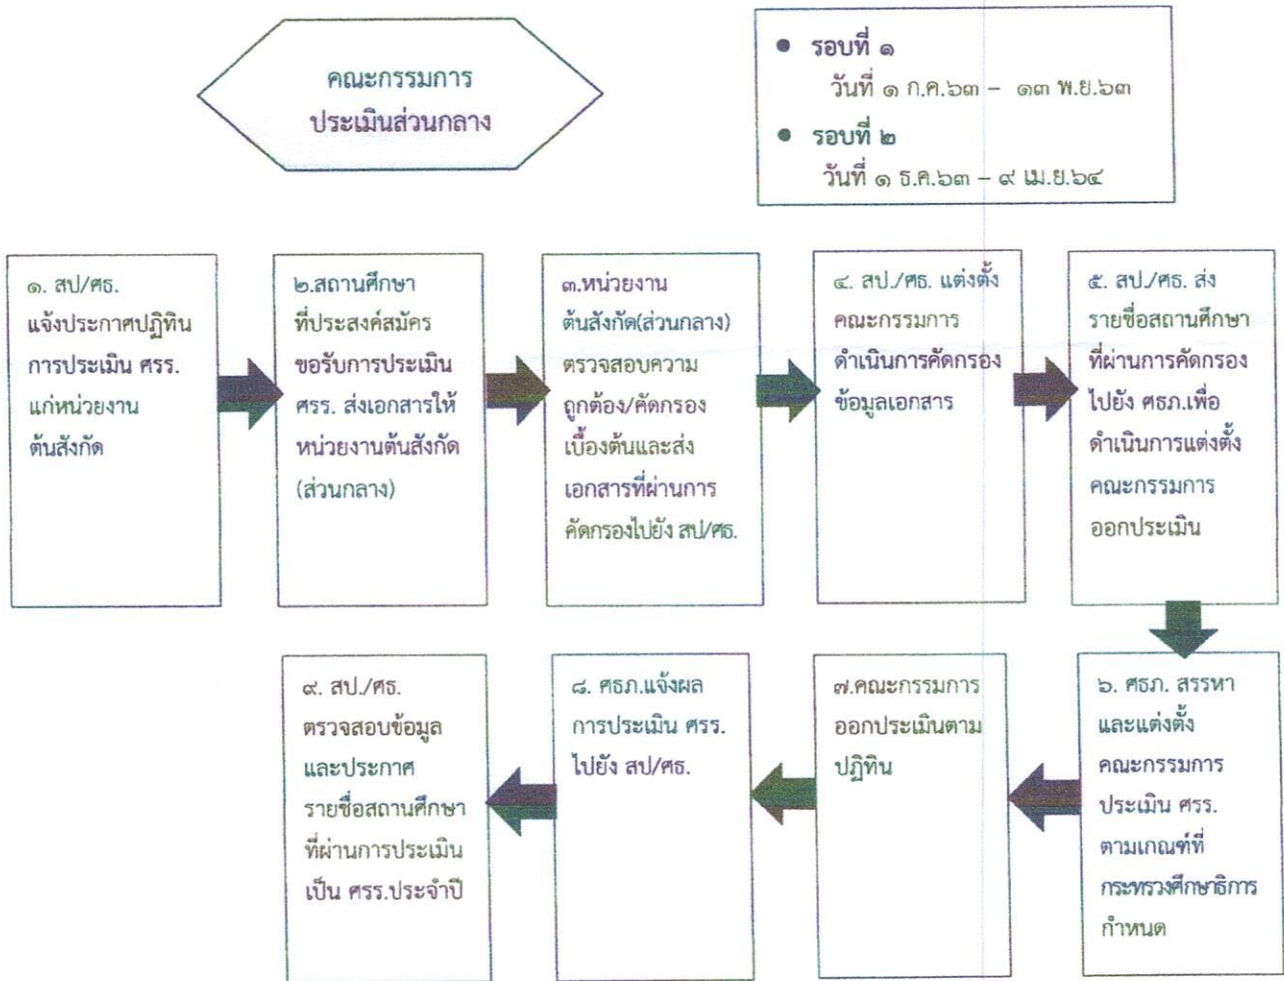 คณะกรรมการ
ประเมินส่วนกลาง
• รอบที่ ๑
วันที่ ๑ ก.ค.๖๓ – ๑๓ พ.ย.๖๓
• รอบที่ ๒
วันที่ ๑ ธ.ค.๖๓ – ๙ เม.ย.๖๔
๑. สป/ศธ.
แจ้งประกาศปฏิทิน
การประเมิน ศรร.
แก่หน่วยงาน
ต้นสังกัด
๒.สถานศึกษา
ที่ประสงค์สมัคร
ขอรับการประเมิน
ศรร. ส่งเอกสารให้
หน่วยงานต้นสังกัด
(ส่วนกลาง)
๓.หน่วยงาน
ต้นสังกัด(ส่วนกลาง)
ตรวจสอบความ
ถูกต้อง/คัดกรอง
เบื้องต้นและส่ง
เอกสารที่ผ่านการ
คัดกรองไปยัง สป/ศธ.
๔. สป./ศธ. แต่งตั้ง
คณะกรรมการ
ดำเนินการคัดกรอง
ข้อมูลเอกสาร
๕. สป./ศธ. ส่ง
รายชื่อสถานศึกษา
ที่ผ่านการคัดกรอง
ไปยัง ศธภ.เพื่อ
ดำเนินการแต่งตั้ง
คณะกรรมการ
ออกประเมิน
๖. ศธภ. สรรหา
และแต่งตั้ง
คณะกรรมการ
ประเมิน ศรร.
ตามเกณฑ์ที่
กระทรวงศึกษาธิการ
กำหนด
๗.คณะกรรมการ
ออกประเมินตาม
ปฏิทิน
๘. ศธภ.แจ้งผล
การประเมิน ศรร.
ไปยัง สป/ศธ.
๙. สป./ศธ.
ตรวจสอบข้อมูล
และประกาศ
รายชื่อสถานศึกษา
ที่ผ่านการประเมิน
เป็น ศรร.ประจำปี